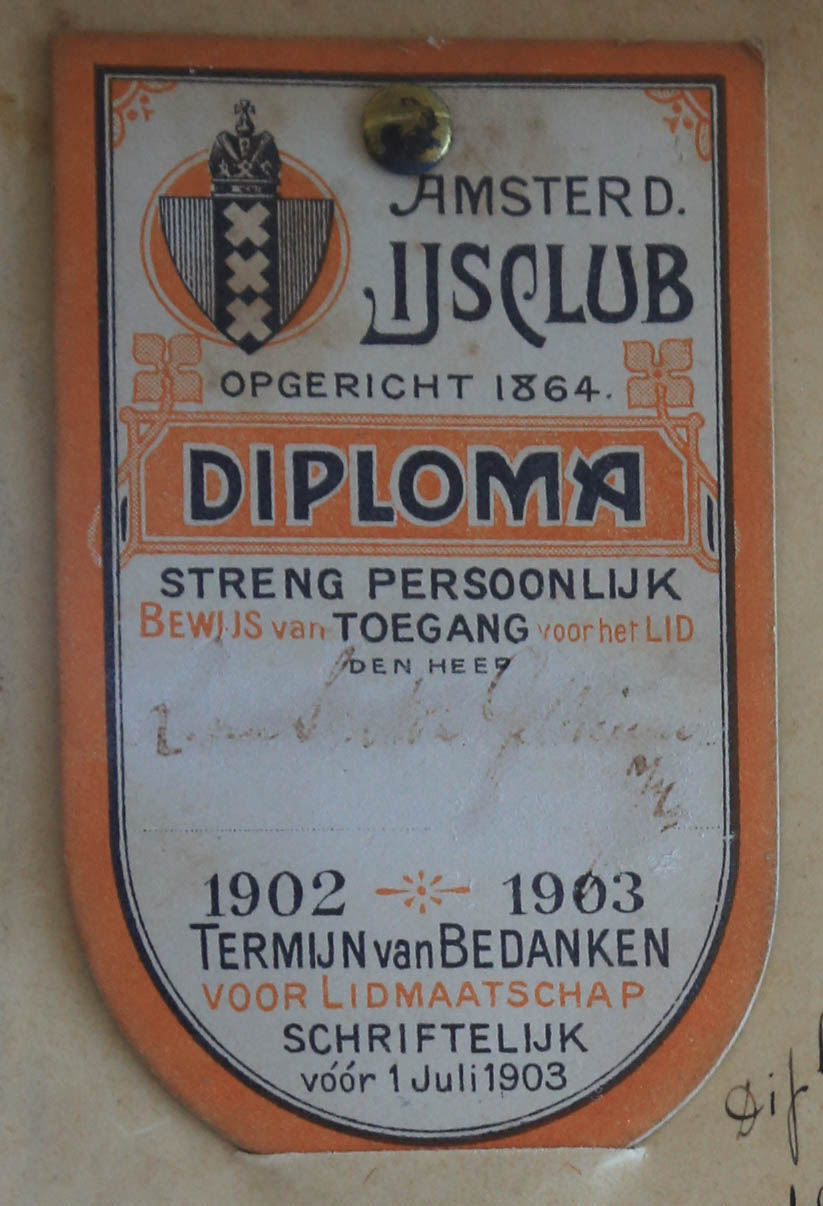 AMSTERD.
IJSCLUB
OPGERICHT 1864.
DIPLOMA
STRENG PERSOONLIJK
BEWIJS van TOEGANG voor het LID
DEN HEER
1902 1903
TERMIJN van BEDANKEN
VOOR LIDMAATSCHAP
SCHRIFTELIJK
vóór 1 Juli 1903